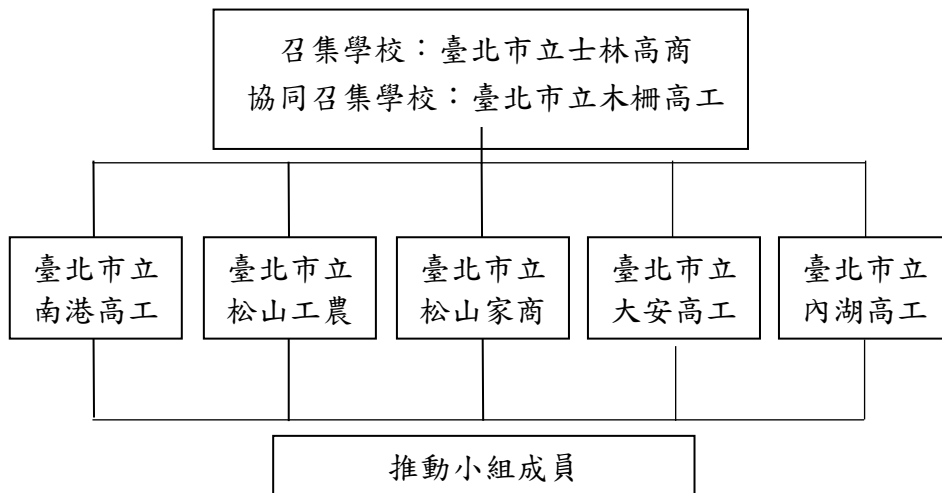 召集學校：臺北市立士林高商
協同召集學校：臺北市立木柵高工
臺北市立
南港高工
臺北市立
松山工農
臺北市立
松山家商
臺北市立
大安高工
臺北市立
內湖高工
推動小組成員